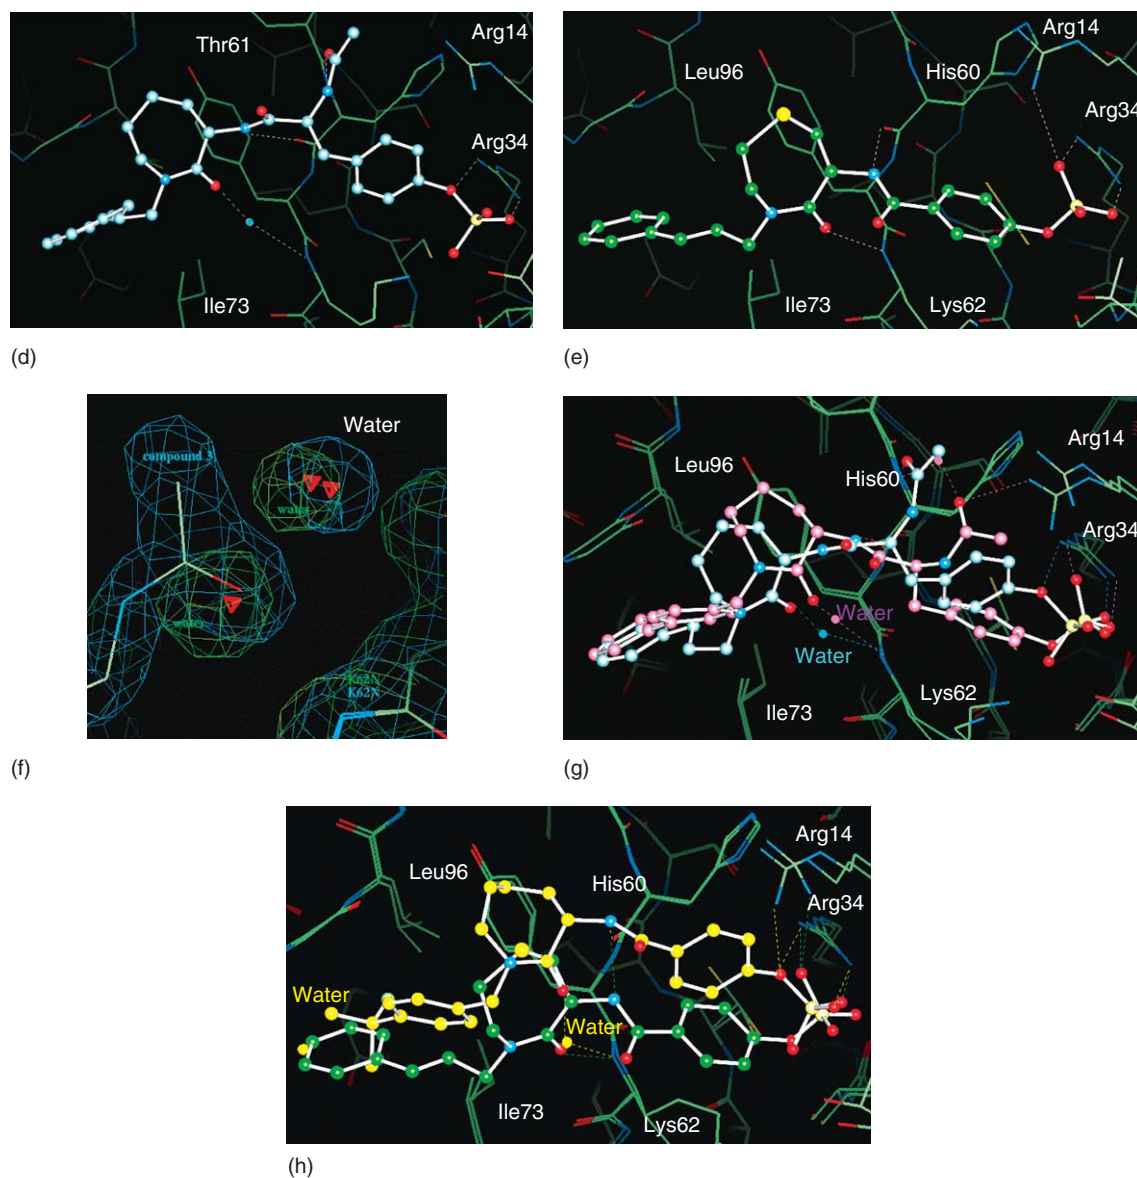 Thr61
Arg14
Arg34
Ile73
(d)
Leu96
His60
Arg14
Arg34
Ile73
Lys62
(e)
Water
compound 3
water
water
K62N
K62N
(f)
Leu96
His60
Arg14
Arg34
Water
Water
Ile73
Lys62
(g)
Leu96
His60
Arg14
Arg34
Water
Water
Ile73
Lys62
(h)